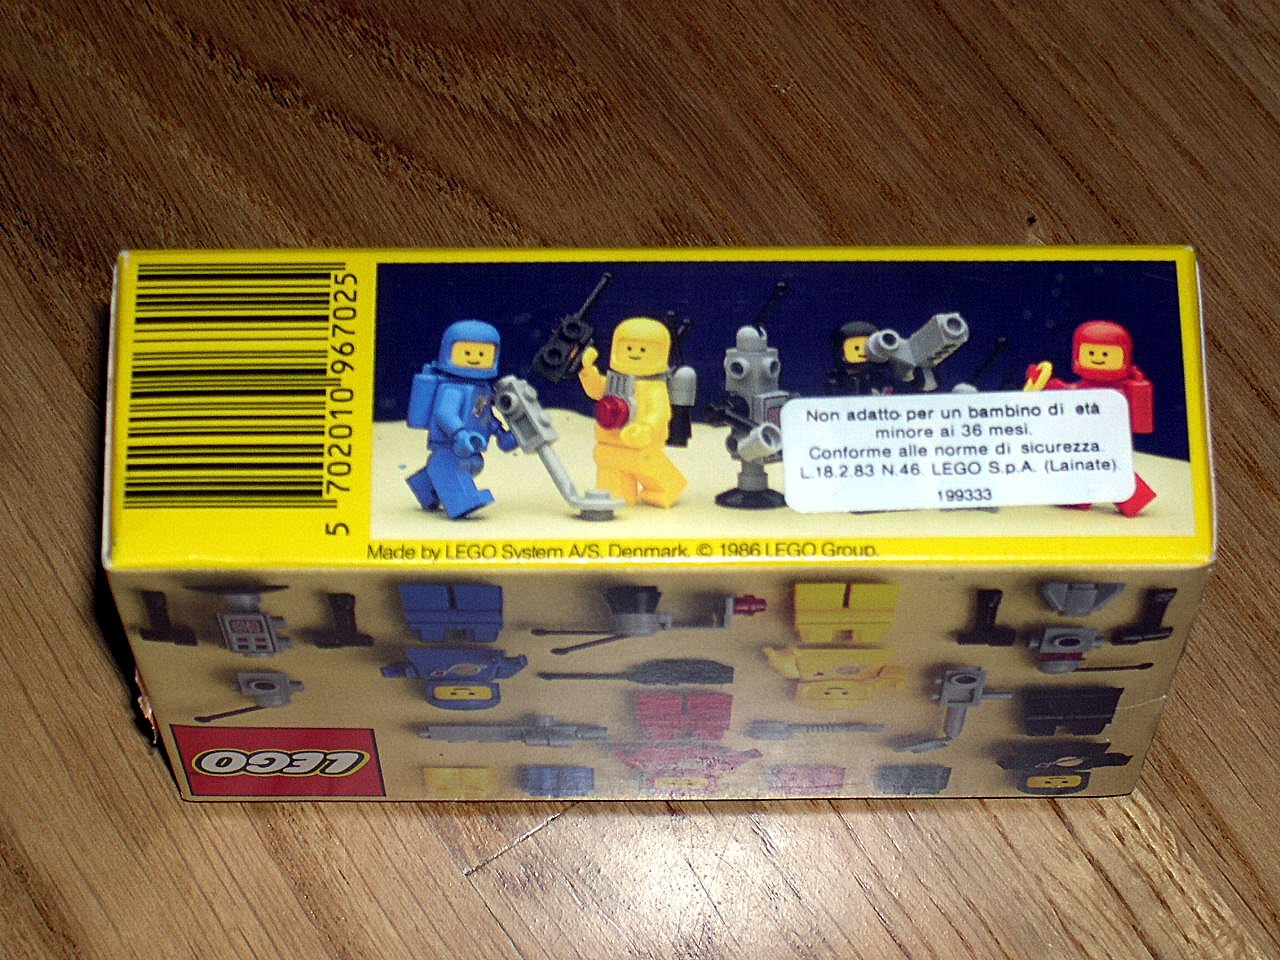 5 702010 967025
Non adatto per un bambino di età
minore ai 36 mesi.
Conforme alle norme di sicurezza.
L.18.2.83 N.46. LEGO S.p.A. (Lainate)
199333
Made by LEGO System A/S, Denmark. © 1986 LEGO Group.
LEGO